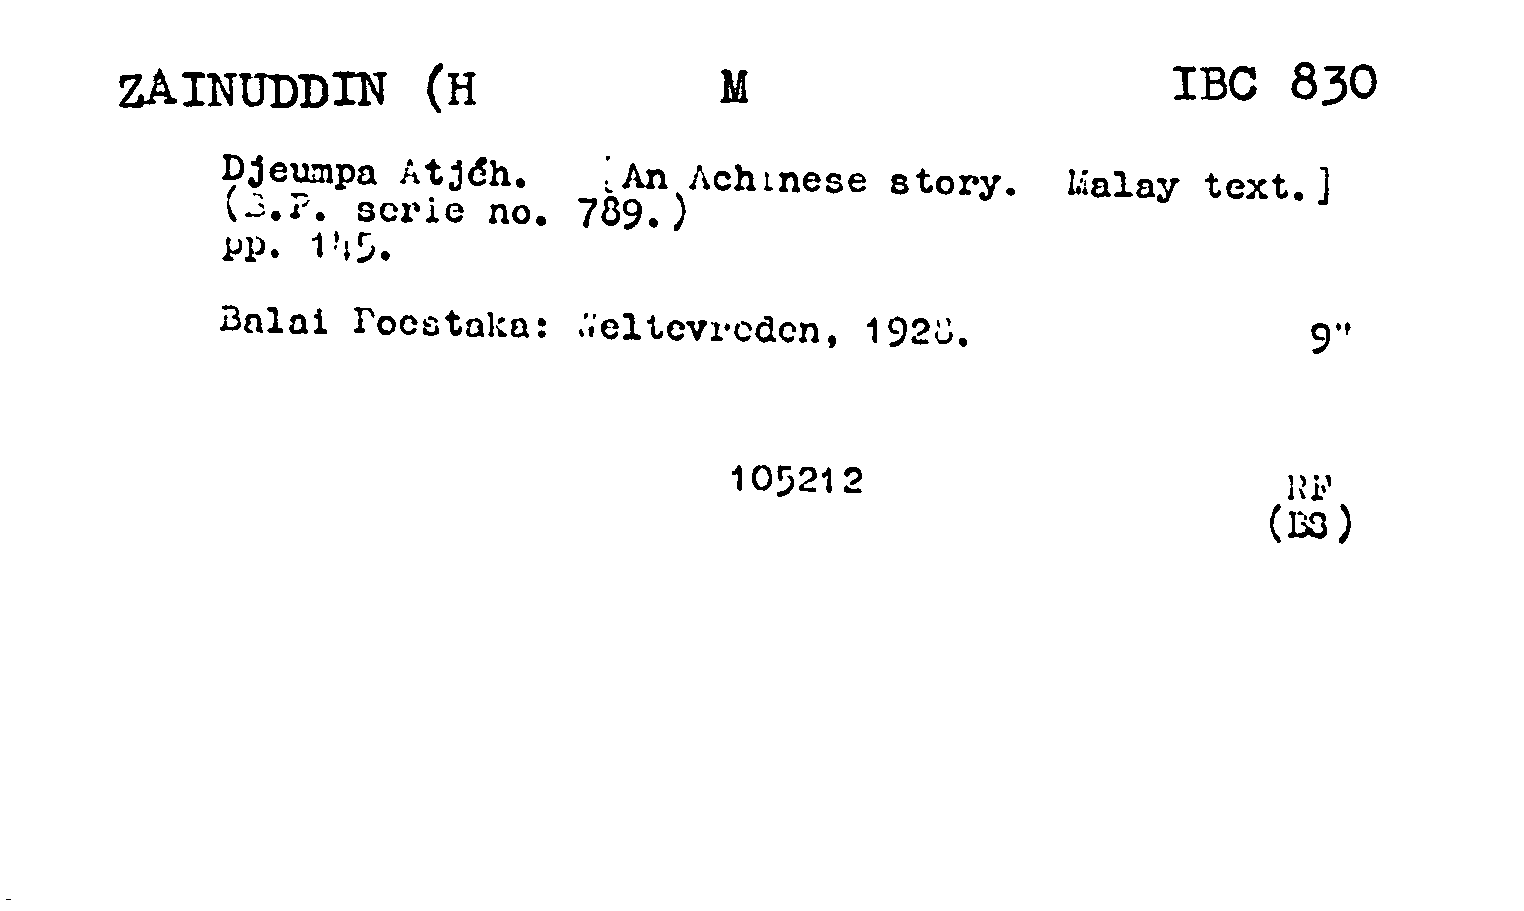 ZAINUDDIN (H M IBC 830
Djeumpa Atjéh. [An Achinese story. Malay text.]
(B.P. serie no. 789.)
pp. 145.
Balai Poestaka: Weltevreden, 1928. 9"
105212 RF
(BS)